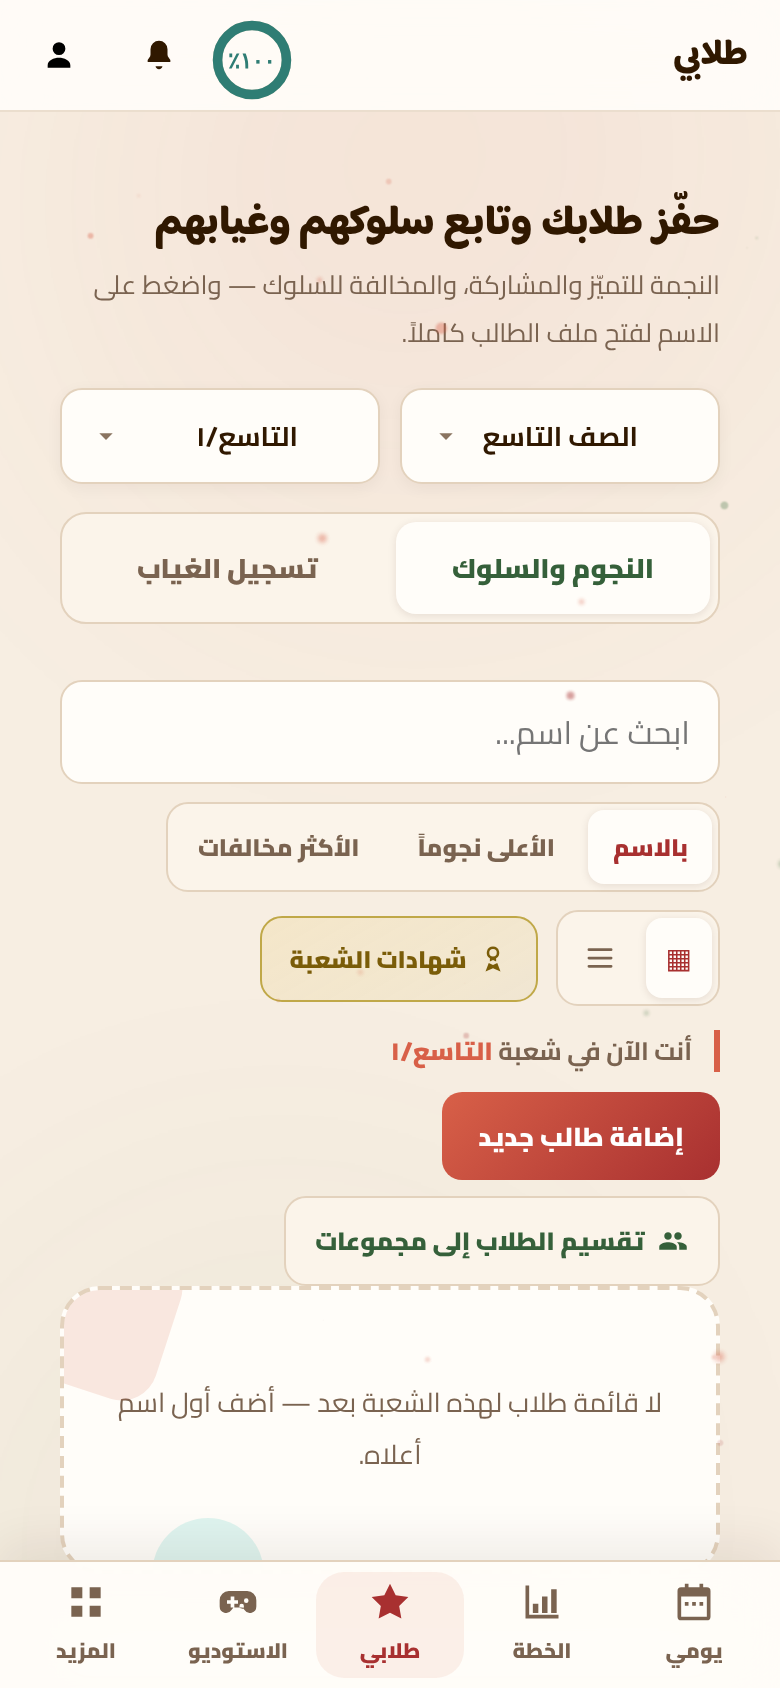 طلابي
٪١٠٠
حفّز طلابك وتابع سلوكهم وغيابهم
النجمة للتميّز والمشاركة، والمخالفة للسلوك — واضغط على
الاسم لفتح ملف الطالب كاملاً.
الصف التاسع
التاسع/١
النجوم والسلوك
تسجيل الغياب
ابحث عن اسم...
بالاسم
الأعلى نجوماً
الأكثر مخالفات
شهادات الشعبة
أنت الآن في شعبة التاسع/١
إضافة طالب جديد
تقسيم الطلاب إلى مجموعات
لا قائمة طلاب لهذه الشعبة بعد — أضف أول اسم
أعلاه.
يومي
الخطة
طلابي
الاستوديو
المزيد